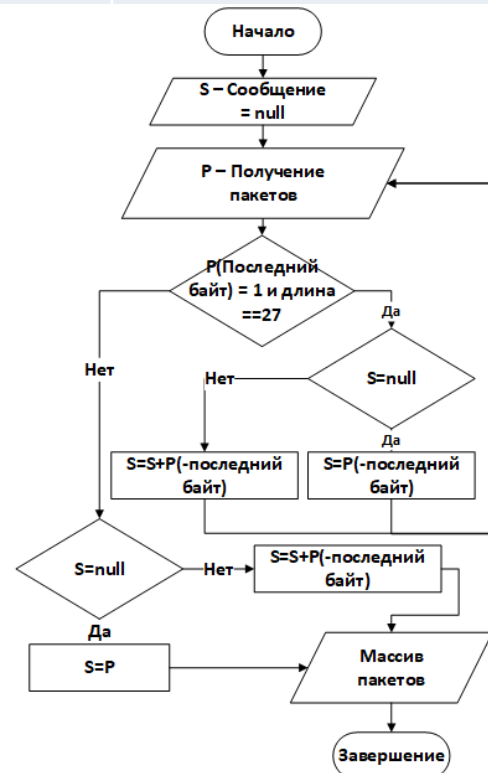 Начало
S – Сообщение
= null
P – Получение
пакетов
P(Последний
байт) = 1 и длина
==27
Да
Нет
Нет
S=null
Да
S=S+P(-последний
байт)
S=P(-последний
байт)
S=null
Нет
S=S+P(-последний
байт)
Да
S=P
Массив
пакетов
Завершение